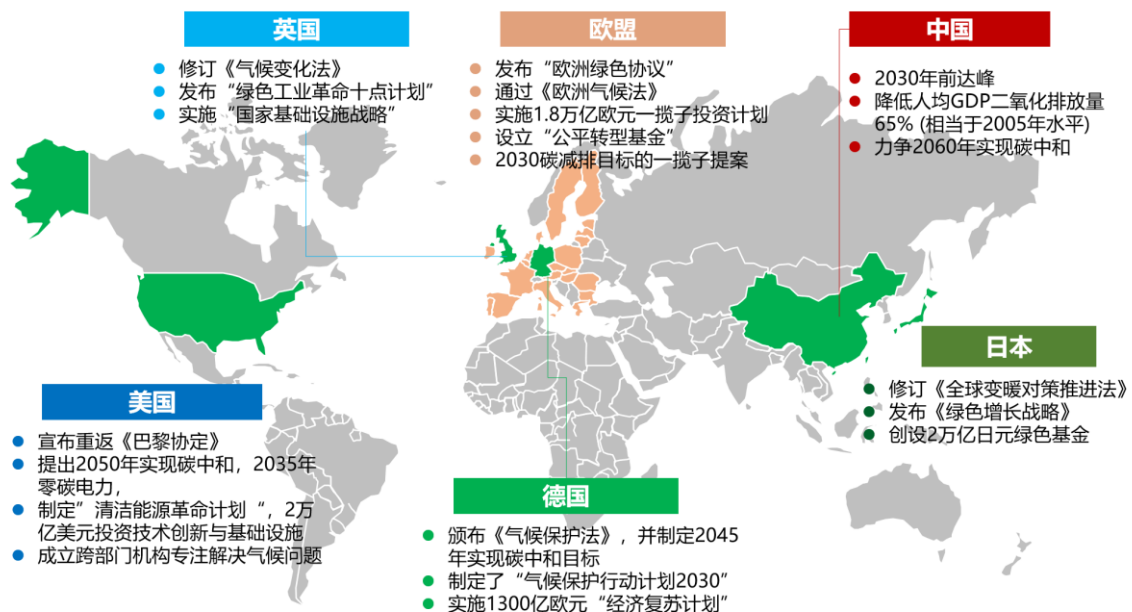 英国
修订《气候变化法》
发布“绿色工业革命十点计划”
实施“国家基础设施战略”
欧盟
发布“欧洲绿色协议”
通过《欧洲气候法》
实施1.8万亿欧元一揽子投资计划
设立“公平转型基金”
2030碳减排目标的一揽子提案
中国
2030年前达峰
降低人均GDP二氧化排放量
65% (相当于2005年水平)
力争2060年实现碳中和
日本
修订《全球变暖对策推进法》
发布《绿色增长战略》
创设2万亿日元绿色基金
美国
宣布重返《巴黎协定》
提出2050年实现碳中和，2035年
零碳电力，
制定”清洁能源革命计划“，2万
亿美元投资技术创新与基础设施
成立跨部门机构专注解决气候问题
德国
颁布《气候保护法》，并制定2045
年实现碳中和目标
制定了“气候保护行动计划2030”
实施1300亿欧元“经济复苏计划”